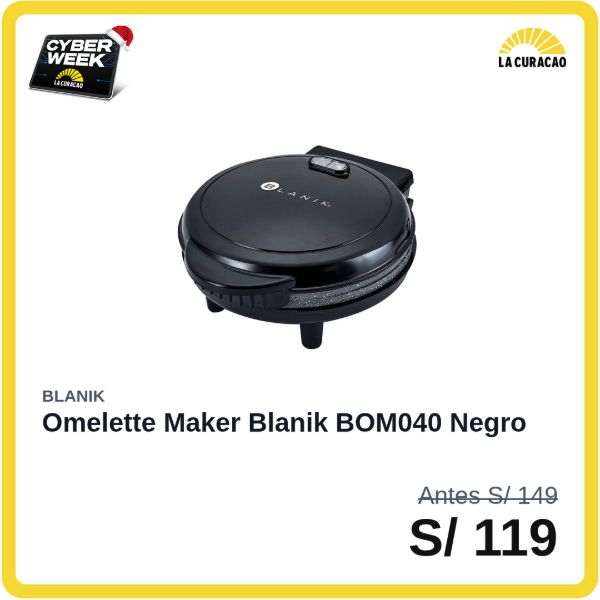 CYBER
WEEK
LA CURACAO
LA CURACAO
BLANIK
BLANIK
Omelette Maker Blanik BOM040 Negro
Antes S/ 149
S/ 119